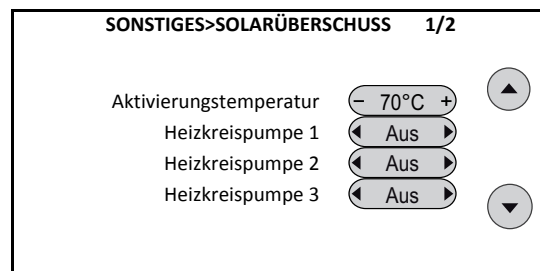 SONSTIGES>SOLARÜBERSCHUSS 1/2
Aktivierungstemperatur − 70°C +
Heizkreispumpe 1 Aus
Heizkreispumpe 2 Aus
Heizkreispumpe 3 Aus